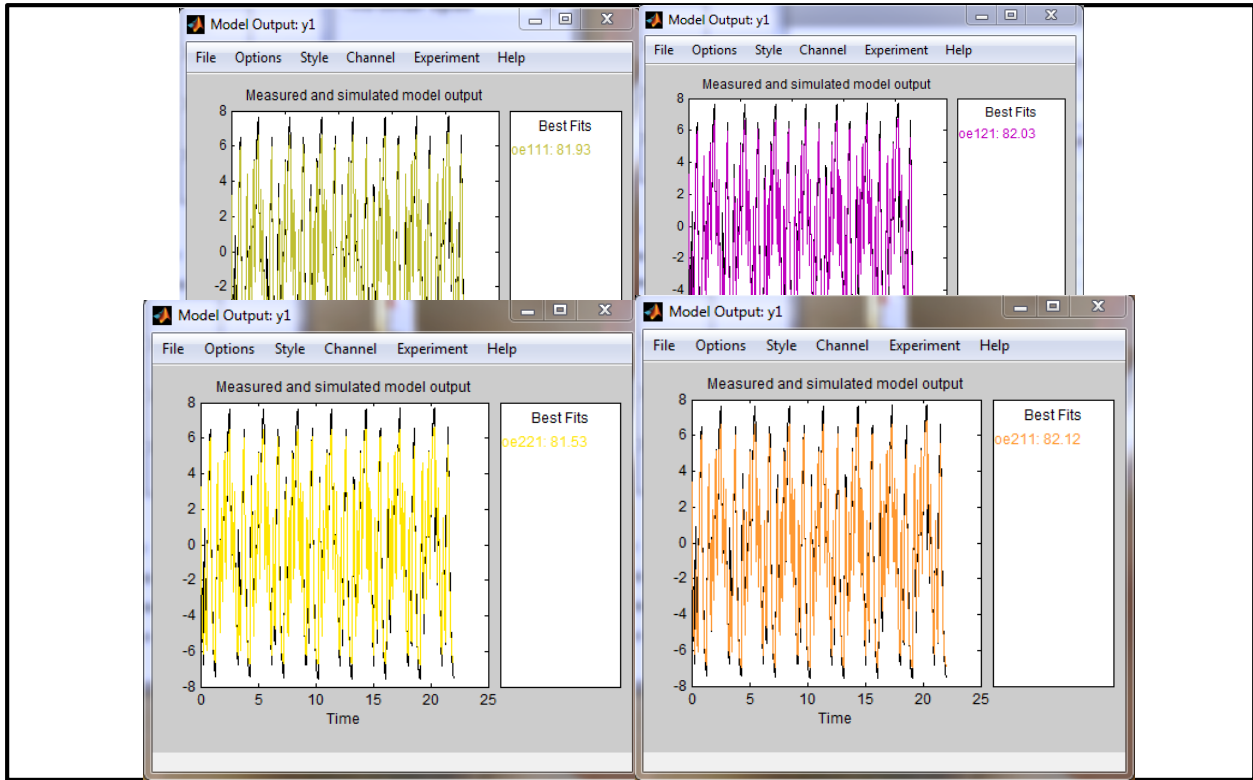 Model Output: y1
File Options Style Channel Experiment Help
Measured and simulated model output
8
6
4
2
0
-2
Best Fits
oe111: 81.93
Model Output: y1
File Options Style Channel Experiment Help
Measured and simulated model output
8
6
4
2
0
-2
-4
Best Fits
oe121: 82.03
Model Output: y1
File Options Style Channel Experiment Help
Measured and simulated model output
8
6
4
2
0
-2
-4
-6
-8
0 5 10 15 20 25
Time
Best Fits
oe221: 81.53
Model Output: y1
File Options Style Channel Experiment Help
Measured and simulated model output
8
6
4
2
0
-2
-4
-6
-8
0 5 10 15 20 25
Time
Best Fits
oe211: 82.12